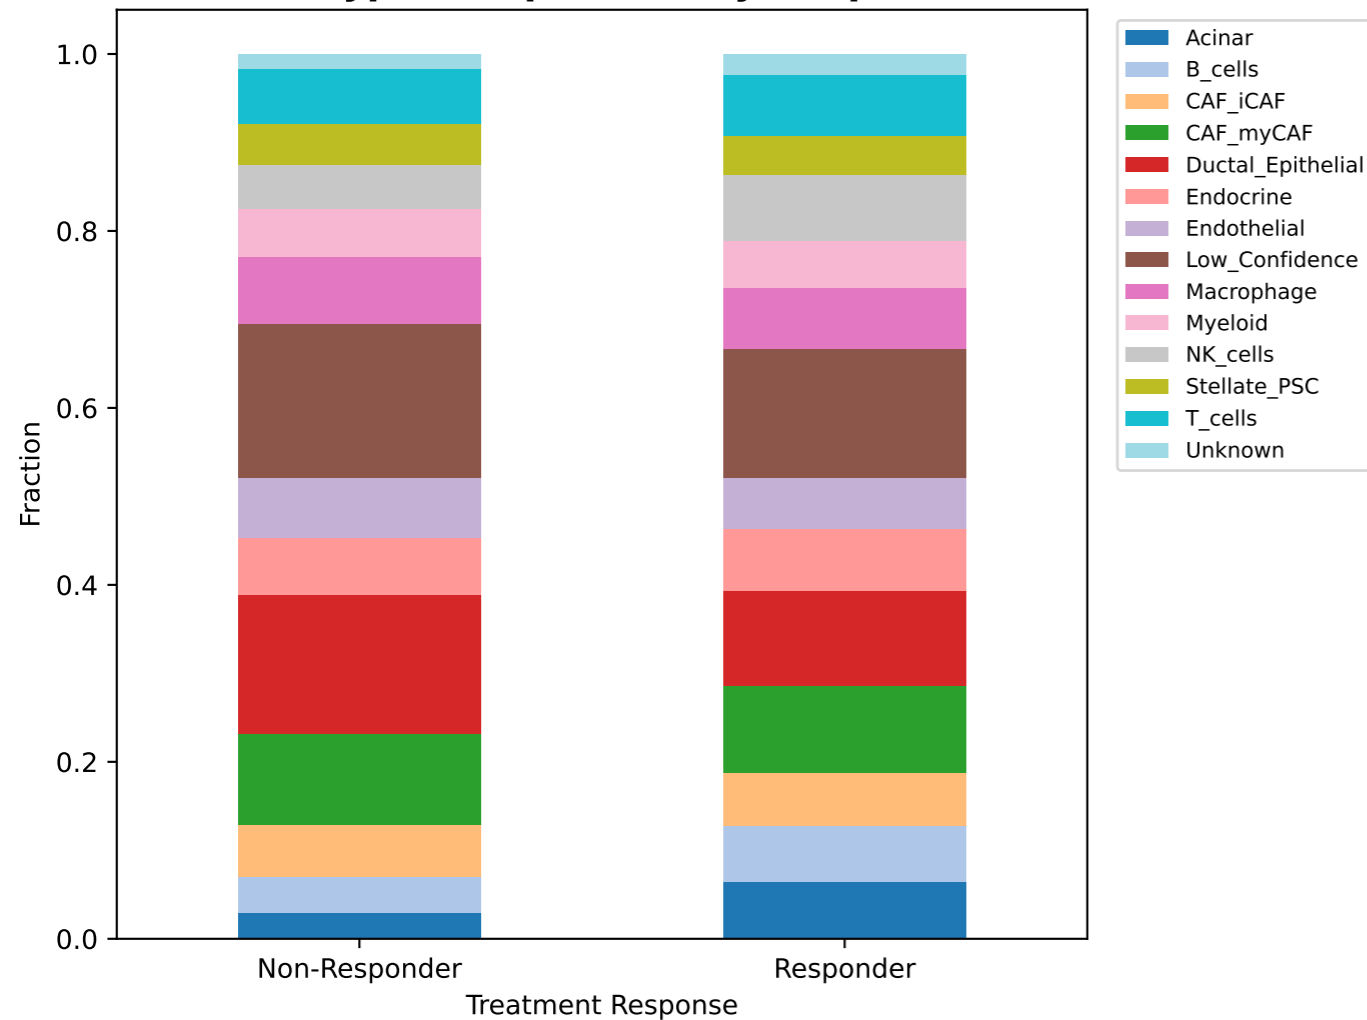 1.0
0.8
0.6
0.4
0.2
0.0
Fraction
Non-Responder
Responder
Treatment Response
Acinar
B_cells
CAF_iCAF
CAF_myCAF
Ductal_Epithelial
Endocrine
Endothelial
Low_Confidence
Macrophage
Myeloid
NK_cells
Stellate_PSC
T_cells
Unknown